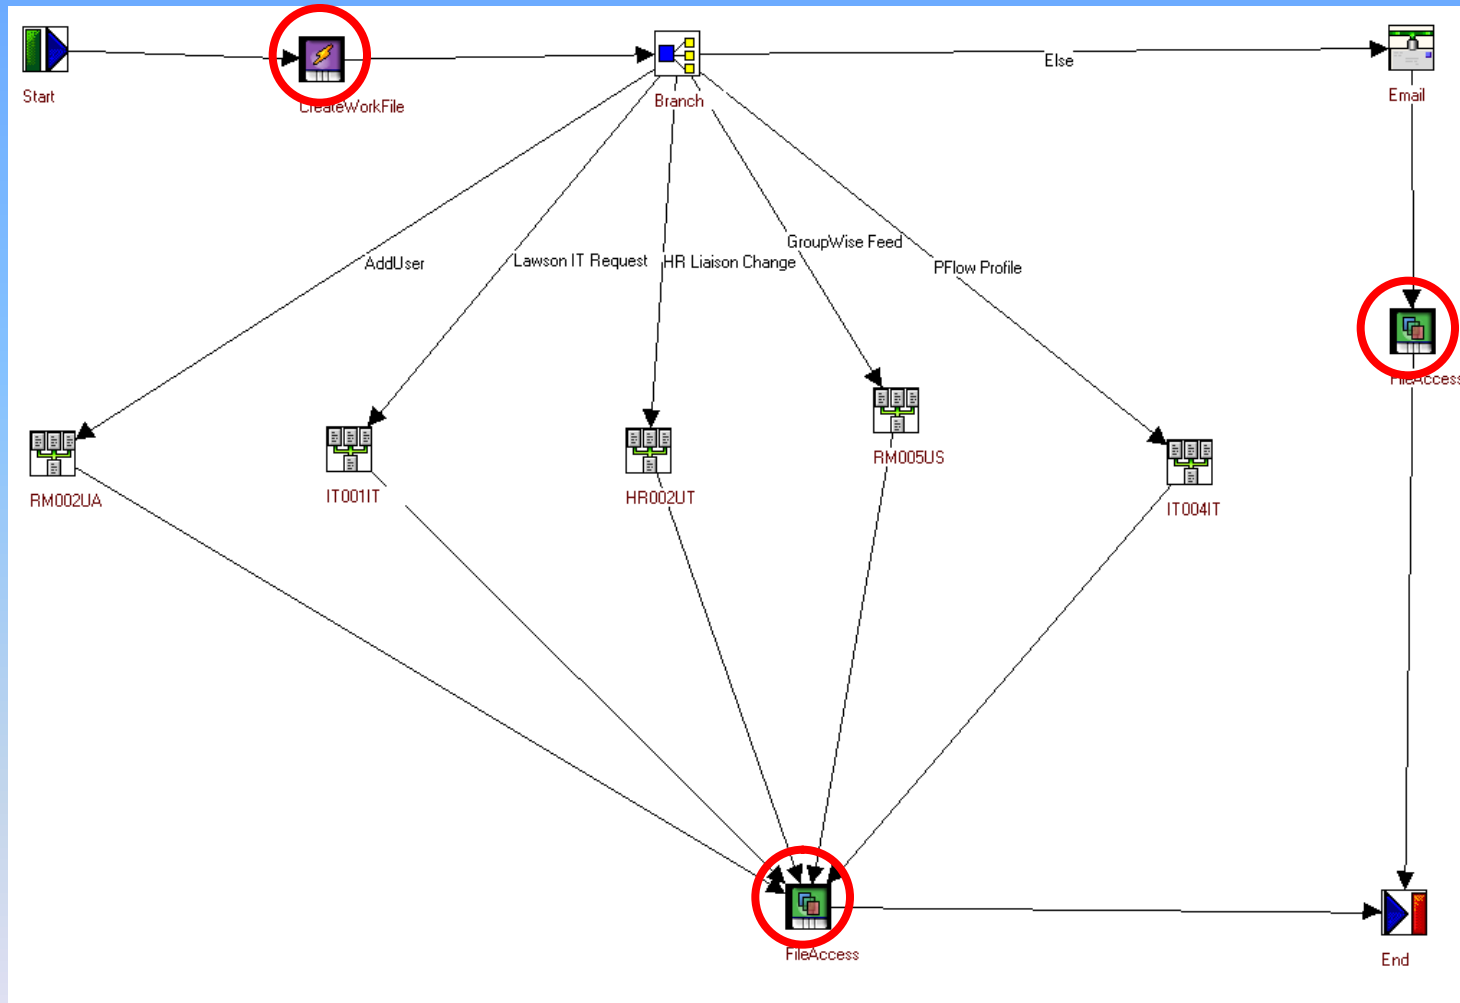 Start
CreateWorkFile
Branch
Else
Email
AddUser
Lawson IT Request
HR Liaison Change
GroupWise Feed
PFlow Profile
FileAccess
RM002UA
IT001IT
HR002UT
RM005US
IT004IT
FileAccess
End